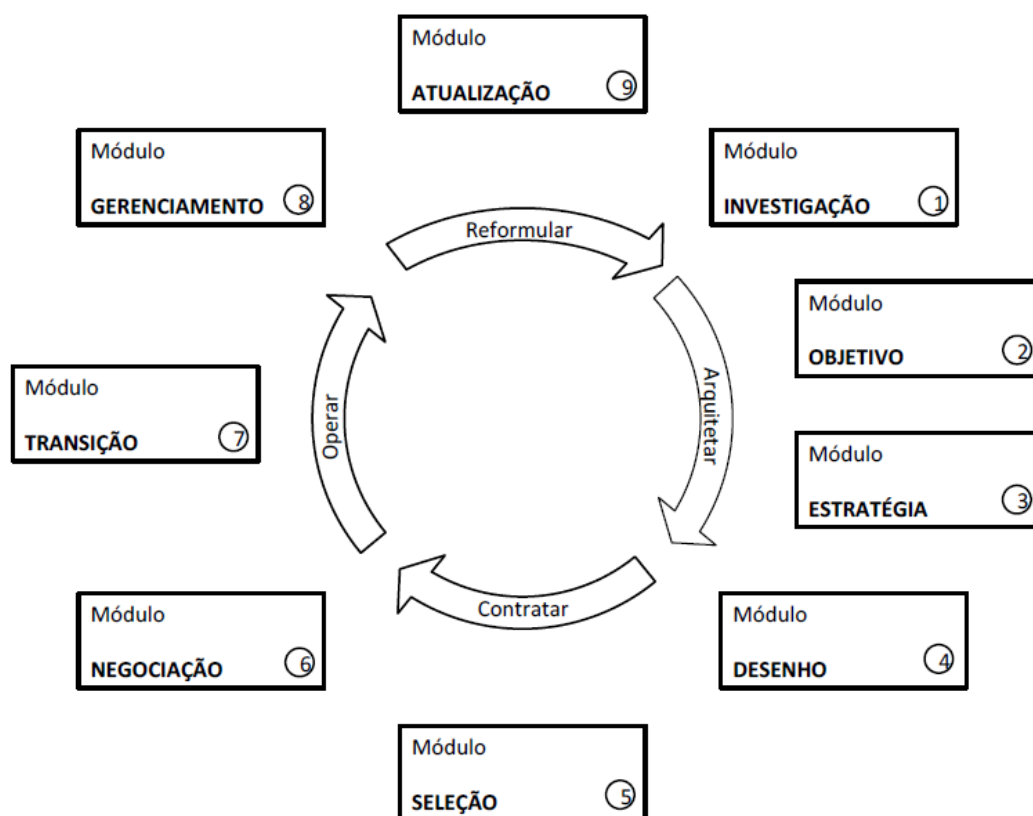 Módulo
ATUALIZAÇÃO 9
Módulo
GERENCIAMENTO 8
Módulo
INVESTIGAÇÃO 1
Reformular
Módulo
OBJETIVO 2
Módulo
TRANSIÇÃO 7
Operar
Arquitetar
Módulo
ESTRATÉGIA 3
Contratar
Módulo
NEGOCIAÇÃO 6
Módulo
DESENHO 4
Módulo
SELEÇÃO 5